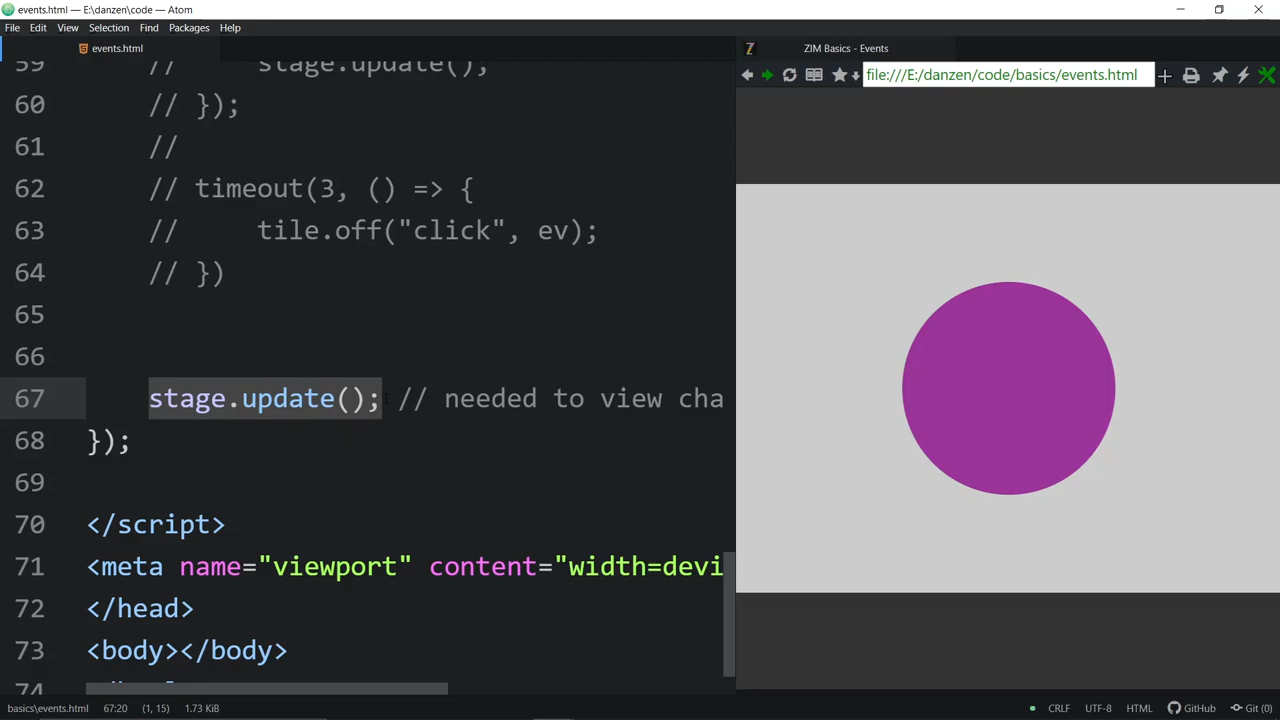 events.html — E:\danzen\code — Atom
File Edit View Selection Find Packages Help
events.html
59 // stage.update();
60 // });
61 //
62 // timeout(3, () => {
63 // tile.off("click", ev);
64 // })
65
66
67 stage.update(); // needed to view cha
68 });
69
70 </script>
71 <meta name="viewport" content="width=devi
72 </head>
73 <body></body>
74
basics\events.html 67:20 (1, 15) 1.73 KiB CRLF UTF-8 HTML GitHub Git (0)
ZIM Basics - Events
file:///E:/danzen/code/basics/events.html